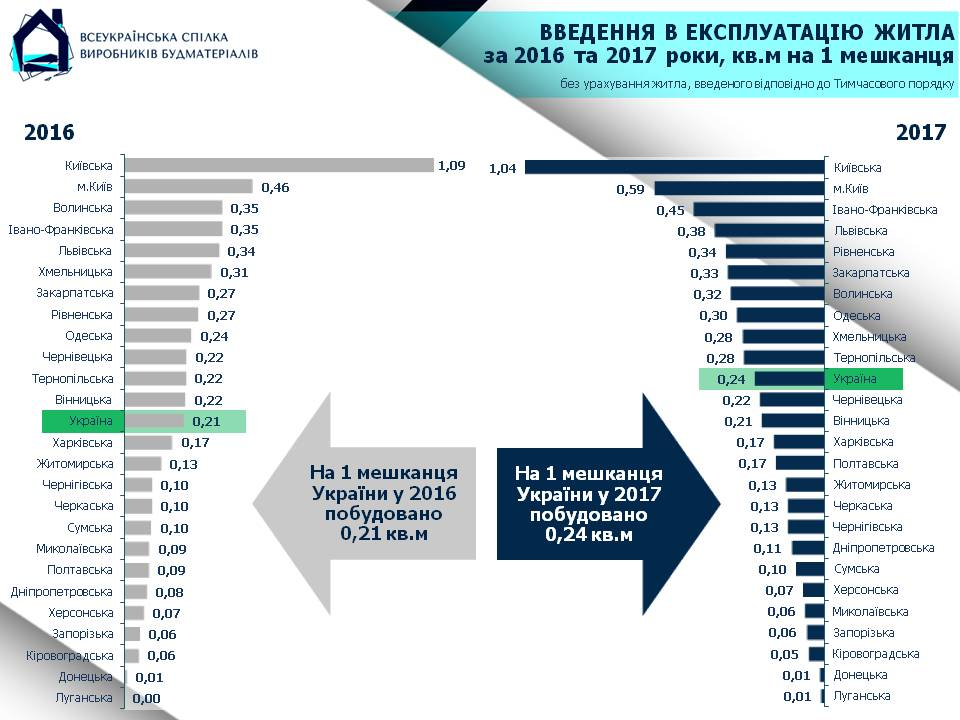 ВСЕУКРАЇНСЬКА СПІЛКА
ВИРОБНИКІВ БУДМАТЕРІАЛІВ
ВВЕДЕННЯ В ЕКСПЛУАТАЦІЮ ЖИТЛА
за 2016 та 2017 роки, кв.м на 1 мешканця
без урахування житла, введеного відповідно до Тимчасового порядку
2016
Київська 1,09
м.Київ 0,46
Волинська 0,35
Івано-Франківська 0,35
Львівська 0,34
Хмельницька 0,31
Закарпатська 0,27
Рівненська 0,27
Одеська 0,24
Чернівецька 0,22
Тернопільська 0,22
Вінницька 0,22
Україна 0,21
Харківська 0,17
Житомирська 0,13
Чернігівська 0,10
Черкаська 0,10
Сумська 0,10
Миколаївська 0,09
Полтавська 0,09
Дніпропетровська 0,08
Херсонська 0,07
Запорізька 0,06
Кіровоградська 0,06
Донецька 0,01
Луганська 0,00
На 1 мешканця
України у 2016
побудовано
0,21 кв.м
На 1 мешканця
України у 2017
побудовано
0,24 кв.м
2017
1,04 Київська
0,59 м.Київ
0,45 Івано-Франківська
0,38 Львівська
0,34 Рівненська
0,33 Закарпатська
0,32 Волинська
0,30 Одеська
0,28 Хмельницька
0,28 Тернопільська
0,24 Україна
0,22 Чернівецька
0,21 Вінницька
0,17 Харківська
0,17 Полтавська
0,13 Житомирська
0,13 Черкаська
0,13 Чернігівська
0,11 Дніпропетровська
0,10 Сумська
0,07 Херсонська
0,06 Миколаївська
0,06 Запорізька
0,05 Кіровоградська
0,01 Донецька
0,01 Луганська